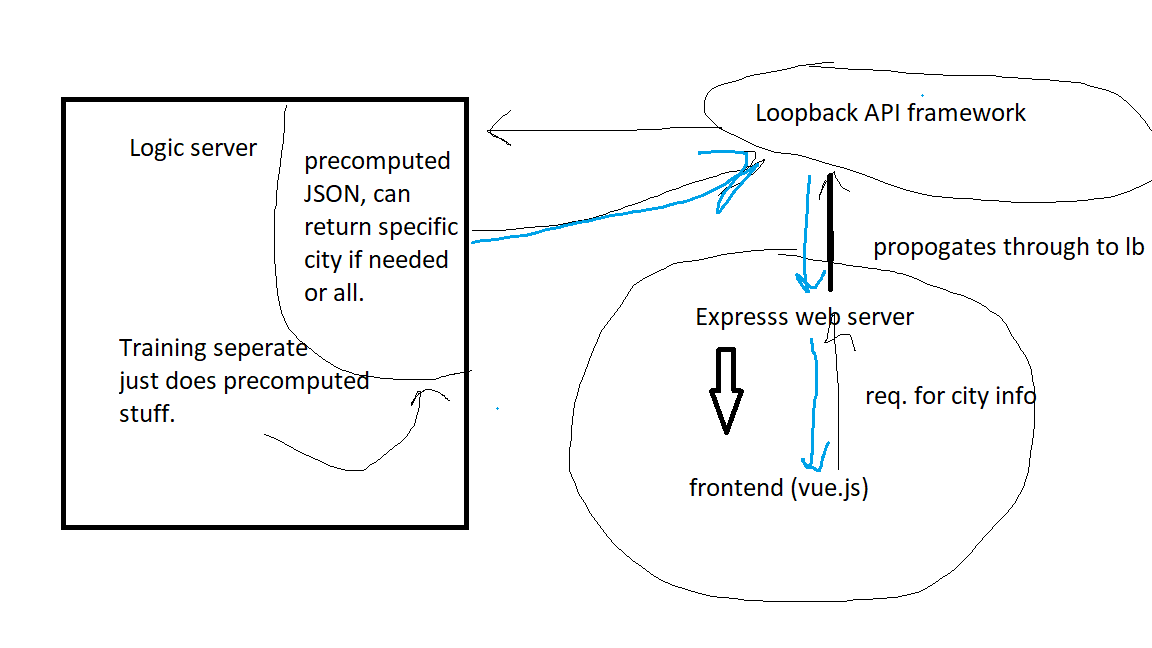 Logic server
precomputed
JSON, can
return specific
city if needed
or all.
Training seperate
just does precomputed
stuff.
Loopback API framework
propogates through to lb
Expresss web server
req. for city info
frontend (vue.js)